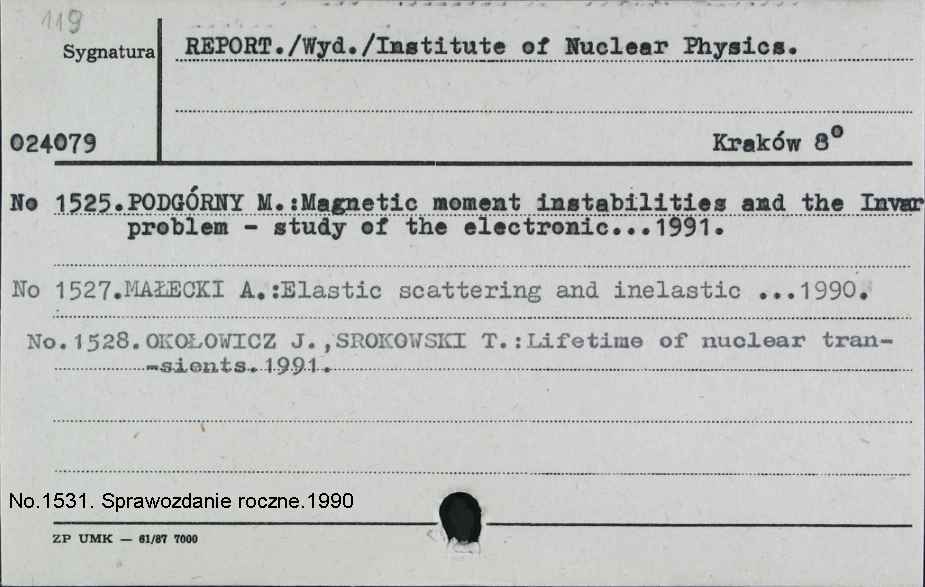 119
Sygnatura
REPORT./Wyd./Institute of Nuclear Physics.
024079
Kraków 8°
No 1525.PODGÓRNY M.:Magnetic moment instabilities and the Invar
problem - study of the electronic...1991.
No 1527.MAŁECKI A.:Elastic scattering and inelastic ...1990.
No.1528.OKOŁOWICZ J.,SROKOWSKI T.:Lifetime of nuclear tran-
-sients.1991.
No.1531. Sprawozdanie roczne.1990
ZP UMK — 61/87 7000